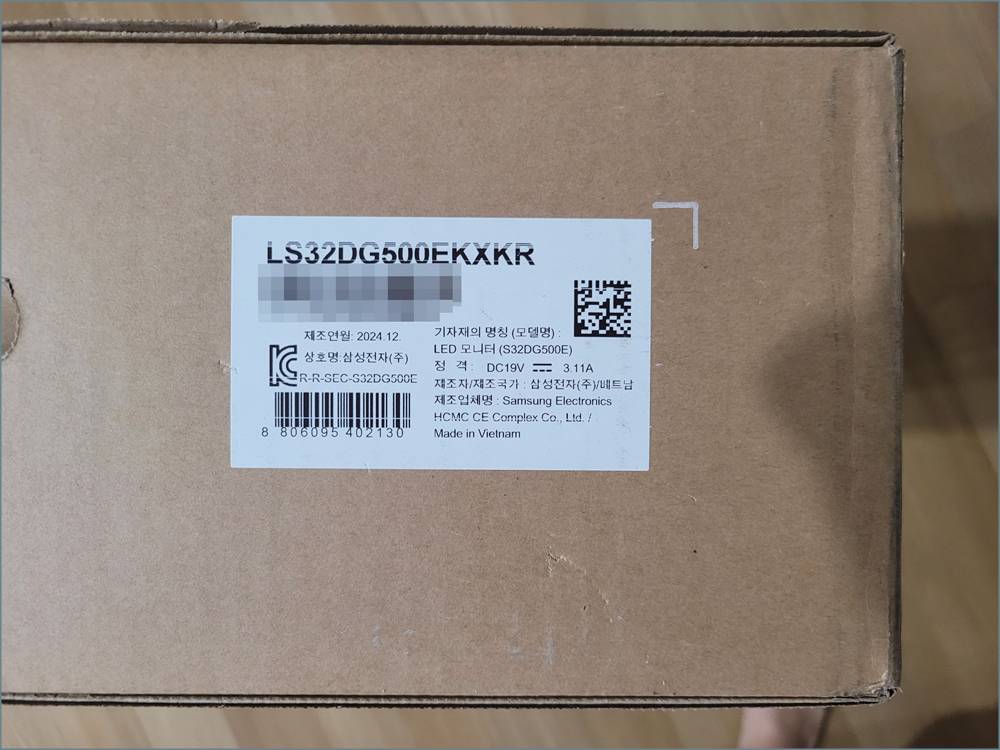 LS32DG500EKXKR
제조연월: 2024.12.
상호명:삼성전자(주)
R-R-SEC-S32DG500E
8 806095 402130
기자재의 명칭 (모델명) :
LED 모니터 (S32DG500E)
정 격 : DC19V 3.11A
제조자/제조국가 : 삼성전자(주)/베트남
제조업체명 : Samsung Electronics
HCMC CE Complex Co., Ltd. /
Made in Vietnam